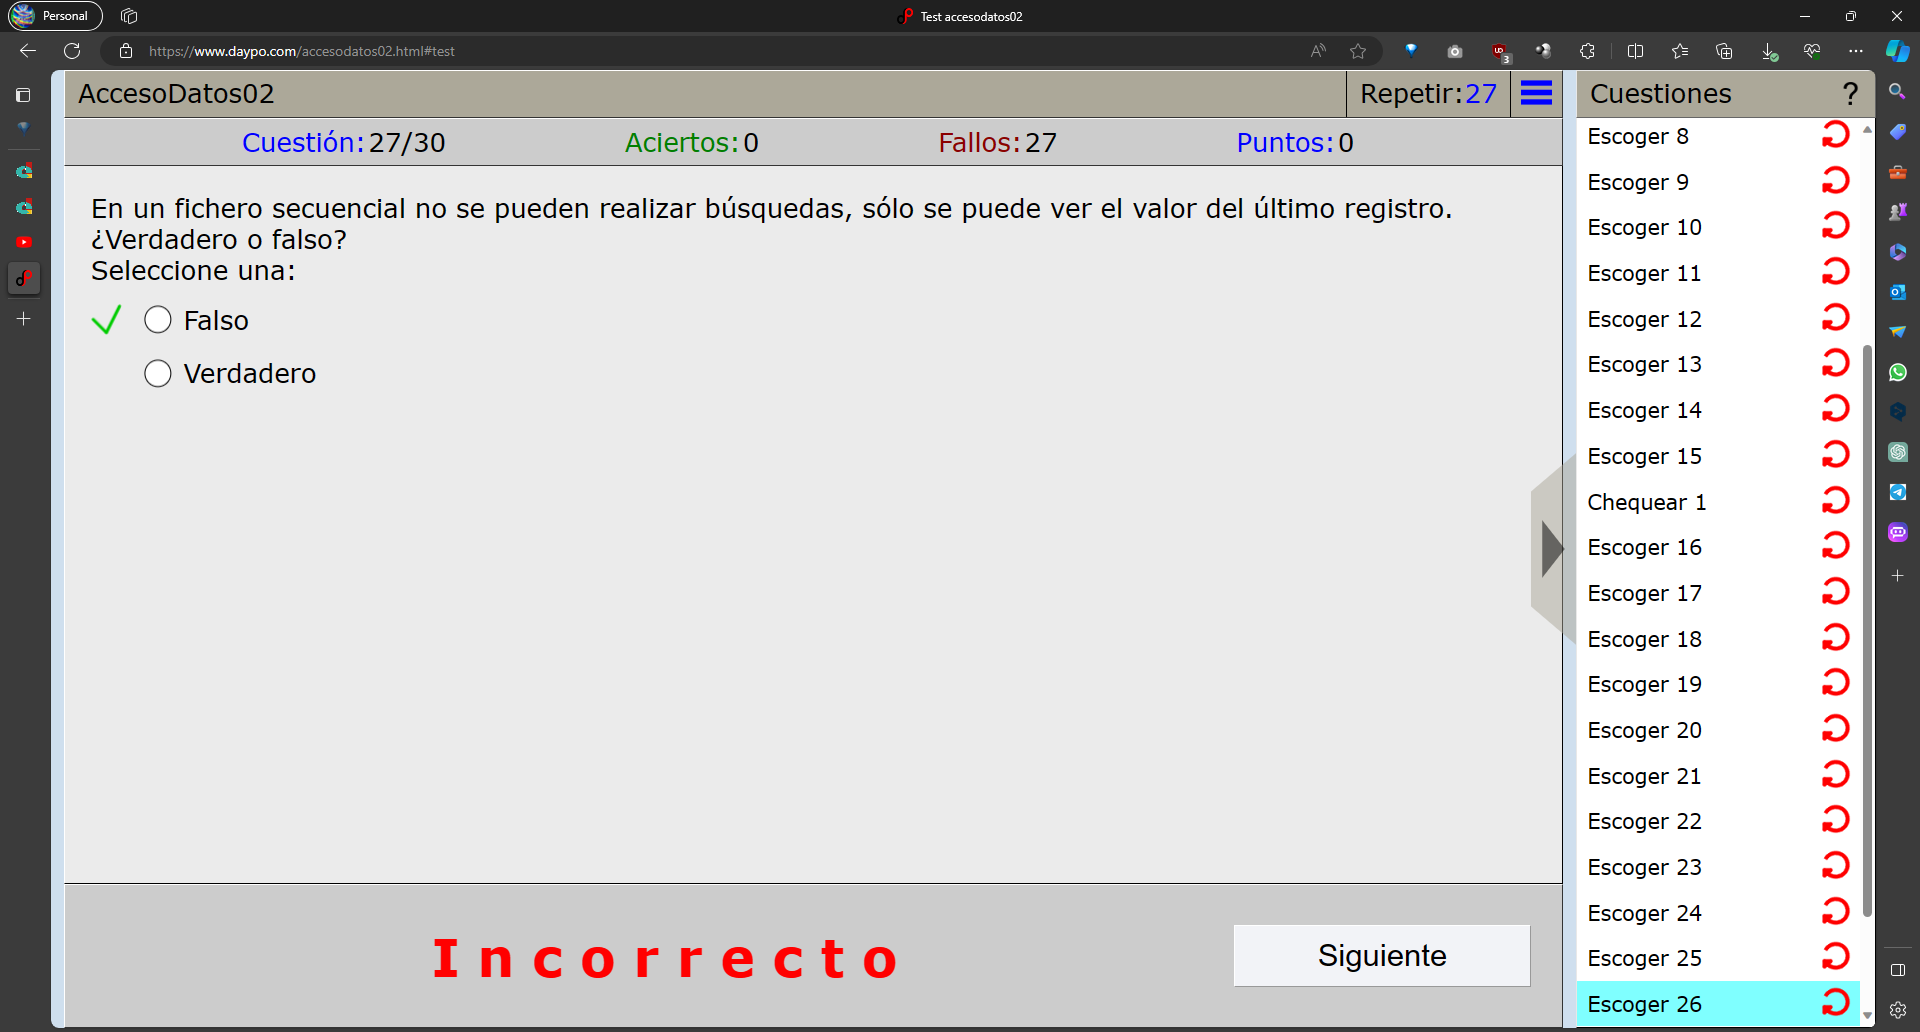 Personal
Test accesodatos02
https://www.daypo.com/accesodatos02.html#test
AccesoDatos02
Repetir:27
Cuestión:27/30
Aciertos:0
Fallos:27
Puntos:0
En un fichero secuencial no se pueden realizar búsquedas, sólo se puede ver el valor del último registro.
¿Verdadero o falso?
Seleccione una:
Falso
Verdadero
Incorrecto
Siguiente
Cuestiones ?
Escoger 8
Escoger 9
Escoger 10
Escoger 11
Escoger 12
Escoger 13
Escoger 14
Escoger 15
Chequear 1
Escoger 16
Escoger 17
Escoger 18
Escoger 19
Escoger 20
Escoger 21
Escoger 22
Escoger 23
Escoger 24
Escoger 25
Escoger 26
3